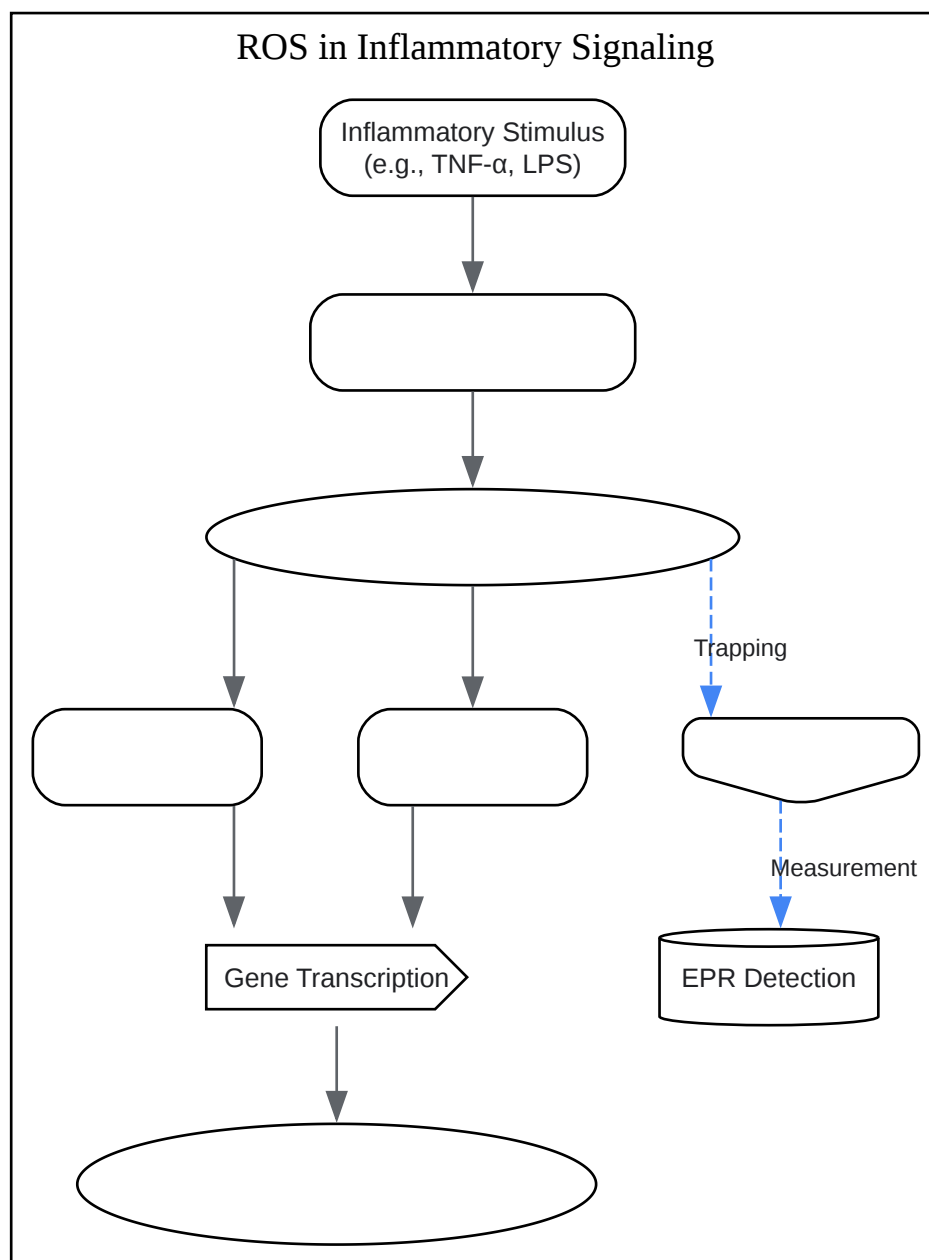 ROS in Inflammatory Signaling
Inflammatory Stimulus
(e.g., TNF-α, LPS)
Trapping
Measurement
Gene Transcription
EPR Detection